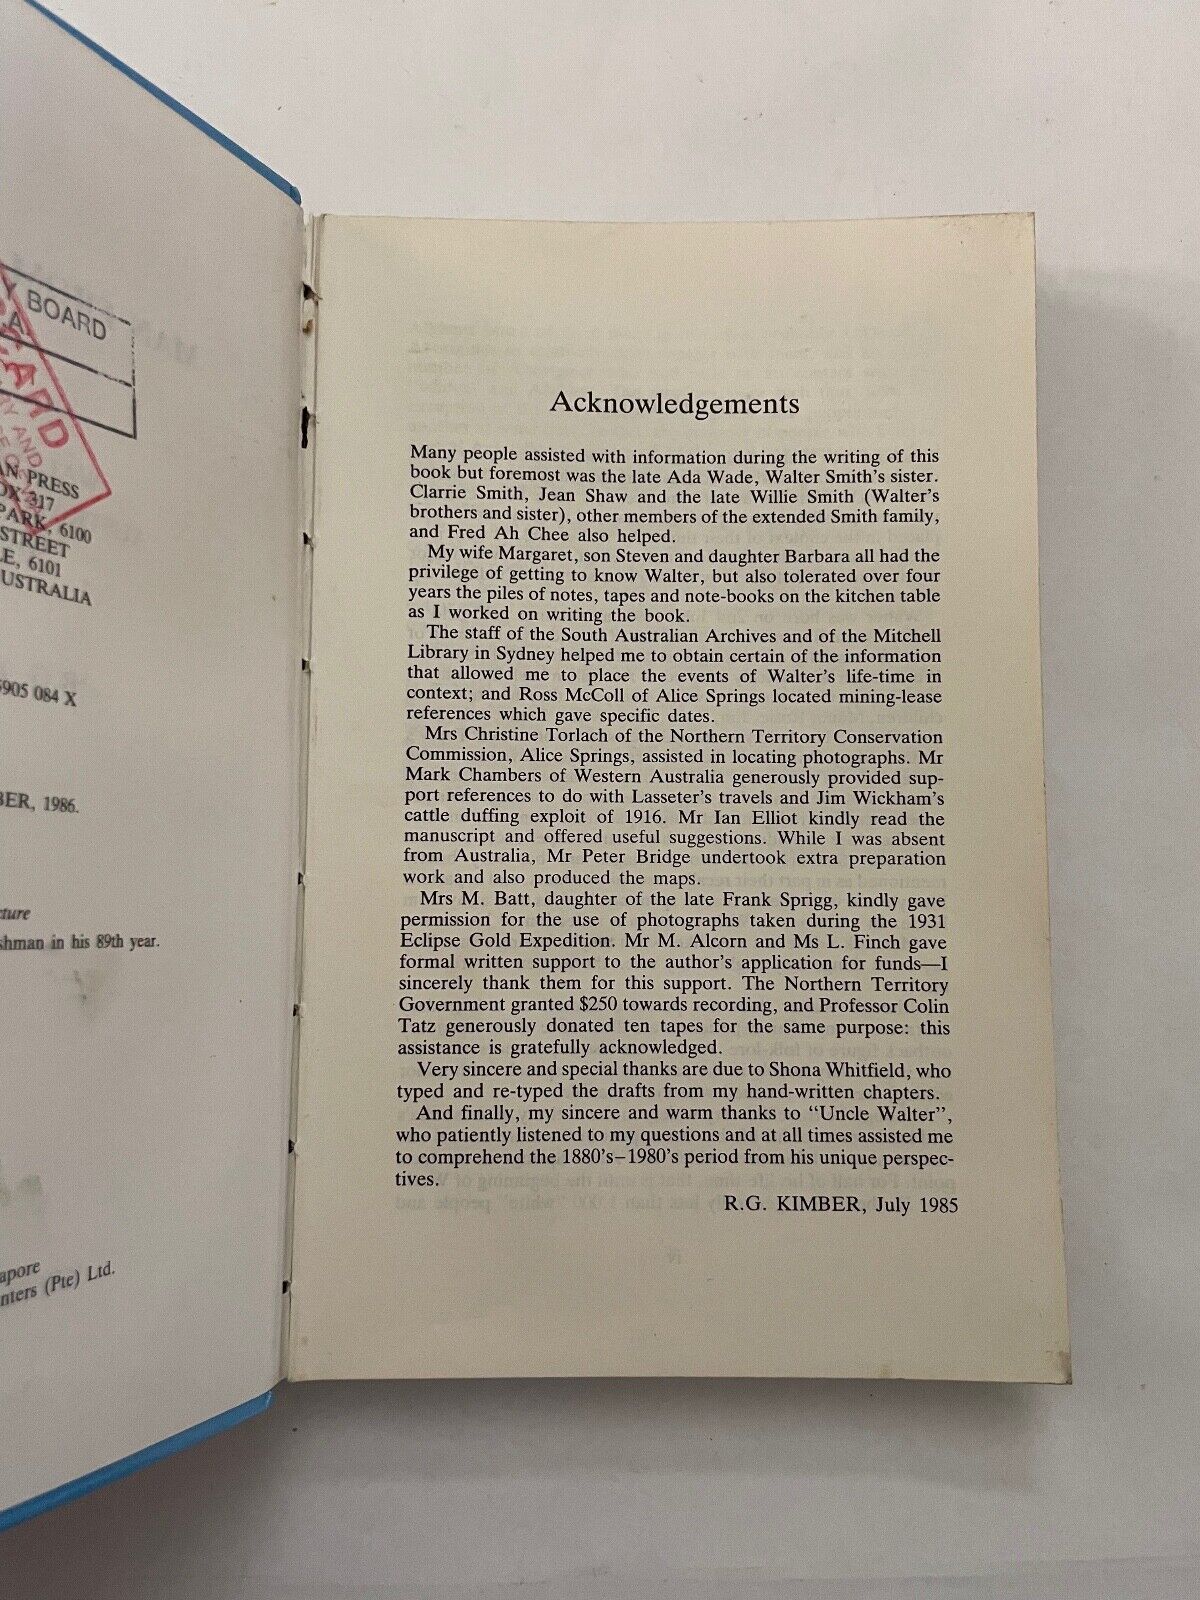 Y BOARD
.A.
CARD
RY AND
AN PRESS
OX 317
PARK, 6100
STREET
LE, 6101
USTRALIA
905 084 X
BER, 1986.
cture
shman in his 89th year.
apore
nters (Pte) Ltd.
Acknowledgements
Many people assisted with information during the writing of this
book but foremost was the late Ada Wade, Walter Smith's sister.
Clarrie Smith, Jean Shaw and the late Willie Smith (Walter's
brothers and sister), other members of the extended Smith family,
and Fred Ah Chee also helped.
My wife Margaret, son Steven and daughter Barbara all had the
privilege of getting to know Walter, but also tolerated over four
years the piles of notes, tapes and note-books on the kitchen table
as I worked on writing the book.
The staff of the South Australian Archives and of the Mitchell
Library in Sydney helped me to obtain certain of the information
that allowed me to place the events of Walter's life-time in
context; and Ross McColl of Alice Springs located mining-lease
references which gave specific dates.
Mrs Christine Torlach of the Northern Territory Conservation
Commission, Alice Springs, assisted in locating photographs. Mr
Mark Chambers of Western Australia generously provided sup-
port references to do with Lasseter's travels and Jim Wickham's
cattle duffing exploit of 1916. Mr Ian Elliot kindly read the
manuscript and offered useful suggestions. While I was absent
from Australia, Mr Peter Bridge undertook extra preparation
work and also produced the maps.
Mrs M. Batt, daughter of the late Frank Sprigg, kindly gave
permission for the use of photographs taken during the 1931
Eclipse Gold Expedition. Mr M. Alcorn and Ms L. Finch gave
formal written support to the author's application for funds—I
sincerely thank them for this support. The Northern Territory
Government granted $250 towards recording, and Professor Colin
Tatz generously donated ten tapes for the same purpose: this
assistance is gratefully acknowledged.
Very sincere and special thanks are due to Shona Whitfield, who
typed and re-typed the drafts from my hand-written chapters.
And finally, my sincere and warm thanks to "Uncle Walter",
who patiently listened to my questions and at all times assisted me
to comprehend the 1880's–1980's period from his unique perspec-
tives.
R.G. KIMBER, July 1985